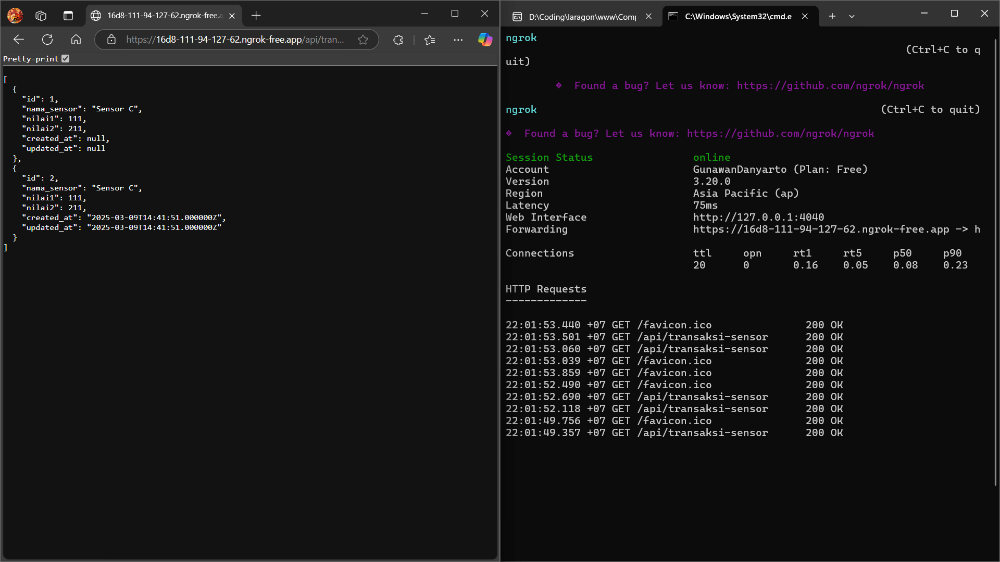 16d8-111-94-127-62.ngrok-free.a
https://16d8-111-94-127-62.ngrok-free.app/api/tran...
Pretty-print
[
{
"id": 1,
"nama_sensor": "Sensor C",
"nilai1": 111,
"nilai2": 211,
"created_at": null,
"updated_at": null
},
{
"id": 2,
"nama_sensor": "Sensor C",
"nilai1": 111,
"nilai2": 211,
"created_at": "2025-03-09T14:41:51.000000Z",
"updated_at": "2025-03-09T14:41:51.000000Z"
}
]
D:\Coding\laragon\www\Comp
C:\Windows\System32\cmd.e
ngrok
(Ctrl+C to q
uit)
� Found a bug? Let us know: https://github.com/ngrok/ngrok
ngrok (Ctrl+C to quit)
� Found a bug? Let us know: https://github.com/ngrok/ngrok
Session Status online
Account GunawanDanyarto (Plan: Free)
Version 3.20.0
Region Asia Pacific (ap)
Latency 75ms
Web Interface http://127.0.0.1:4040
Forwarding https://16d8-111-94-127-62.ngrok-free.app -> h
Connections ttl opn rt1 rt5 p50 p90
20 0 0.16 0.05 0.08 0.23
HTTP Requests
-------------
22:01:53.440 +07 GET /favicon.ico 200 OK
22:01:53.501 +07 GET /api/transaksi-sensor 200 OK
22:01:53.060 +07 GET /api/transaksi-sensor 200 OK
22:01:53.039 +07 GET /favicon.ico 200 OK
22:01:53.859 +07 GET /favicon.ico 200 OK
22:01:52.490 +07 GET /favicon.ico 200 OK
22:01:52.690 +07 GET /api/transaksi-sensor 200 OK
22:01:52.118 +07 GET /api/transaksi-sensor 200 OK
22:01:49.756 +07 GET /favicon.ico 200 OK
22:01:49.357 +07 GET /api/transaksi-sensor 200 OK